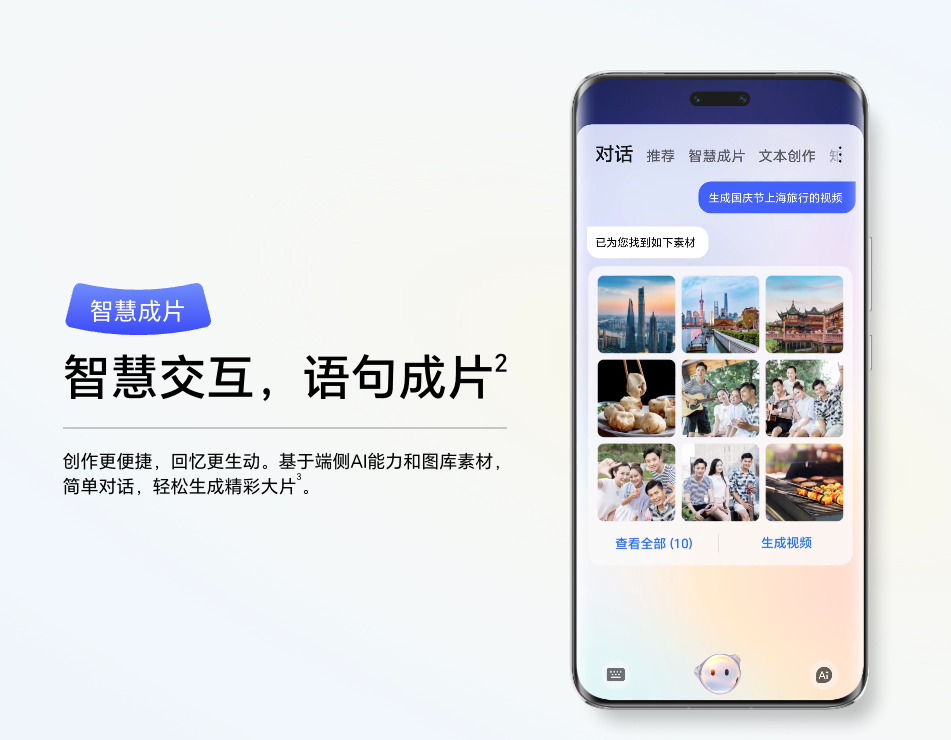 智慧成片
智慧交互，语句成片2
创作更便捷，回忆更生动。基于端侧AI能力和图库素材，
简单对话，轻松生成精彩大片3。
对话 推荐 智慧成片 文本创作
生成国庆节上海旅行的视频
已为您找到如下素材
查看全部 (10) 生成视频
Ai